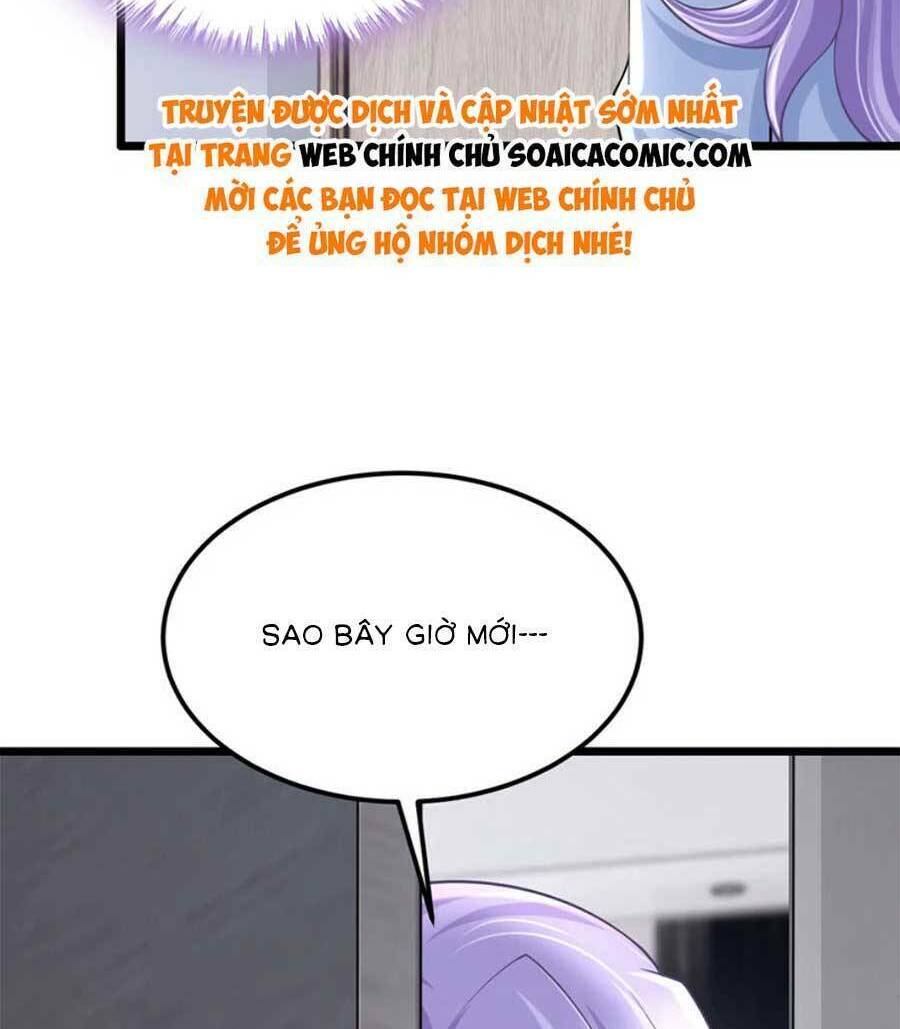 TRUYỆN ĐƯỢC DỊCH VÀ CẬP NHẬT SỚM NHẤT
TẠI TRANG WEB CHÍNH CHỦ SOAICACOMIC.COM
MỜI CÁC BẠN ĐỌC TẠI WEB CHÍNH CHỦ
ĐỂ ỦNG HỘ NHÓM DỊCH NHÉ!
SAO BÂY GIỜ MỚI---